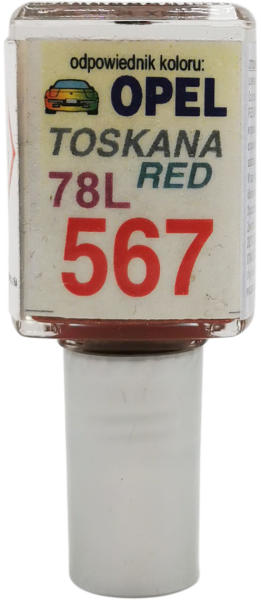 odpowiednik koloru:
OPEL
TOSKANA
RED
78L
567